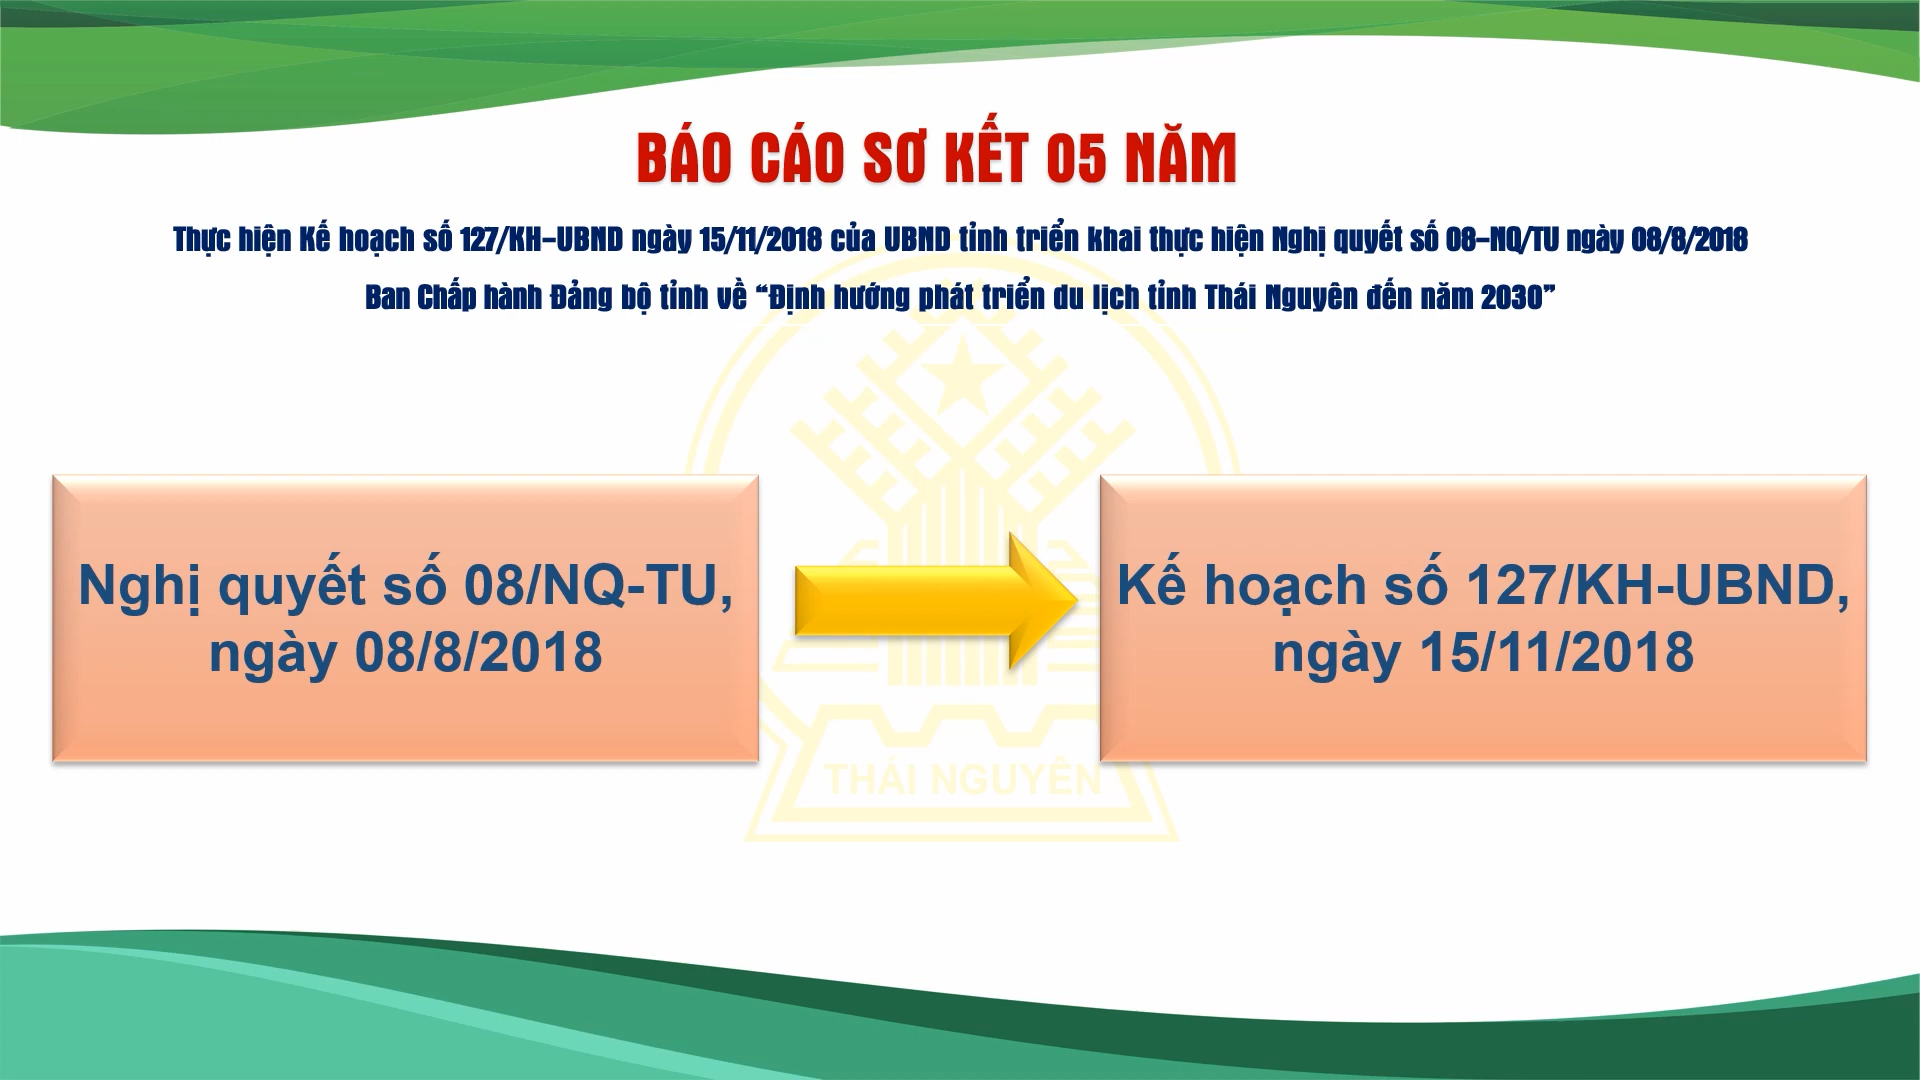 BÁO CÁO SƠ KẾT 05 NĂM
Thực hiện Kế hoạch số 127/KH-UBND ngày 15/11/2018 của UBND tỉnh triển khai thực hiện Nghị quyết số 08-NQ/TU ngày 08/8/2018
Ban Chấp hành Đảng bộ tỉnh về “Định hướng phát triển du lịch tỉnh Thái Nguyên đến năm 2030”
Nghị quyết số 08/NQ-TU,
ngày 08/8/2018
Kế hoạch số 127/KH-UBND,
ngày 15/11/2018
THÁI NGUYÊN